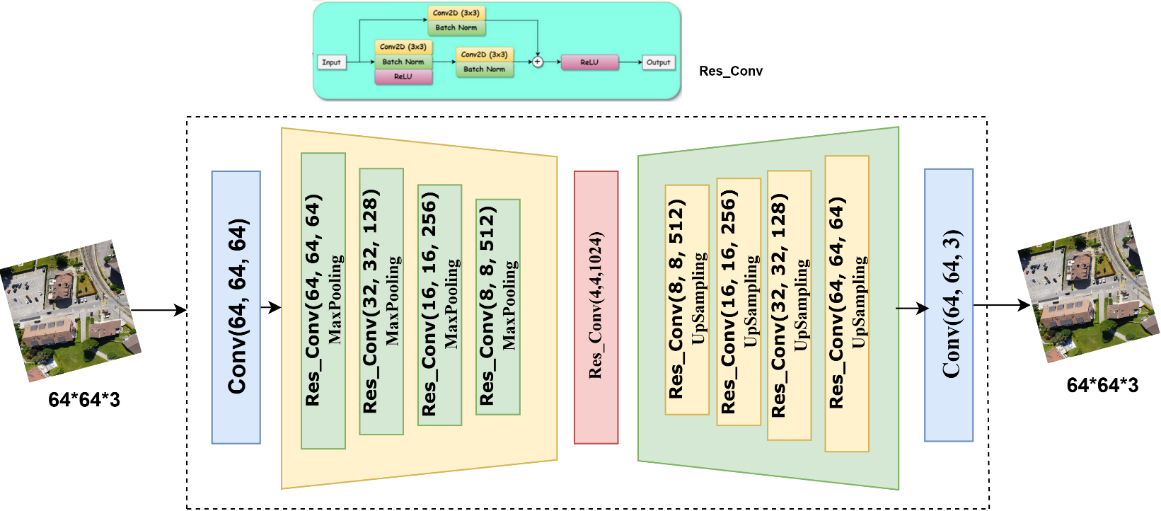 Conv2D (3x3)
Batch Norm
Input
Conv2D (3x3)
Batch Norm
ReLU
Conv2D (3x3)
Batch Norm
+
ReLU
Output
Res_Conv
64*64*3
Conv(64, 64, 64)
Res_Conv(64, 64, 64)
MaxPooling
Res_Conv(32, 32, 128)
MaxPooling
Res_Conv(16, 16, 256)
MaxPooling
Res_Conv(8, 8, 512)
MaxPooling
Res_Conv(4,4,1024)
Res_Conv(8, 8, 512)
UpSampling
Res_Conv(16, 16, 256)
UpSampling
Res_Conv(32, 32, 128)
UpSampling
Res_Conv(64, 64, 64)
UpSampling
Conv(64, 64, 3)
64*64*3